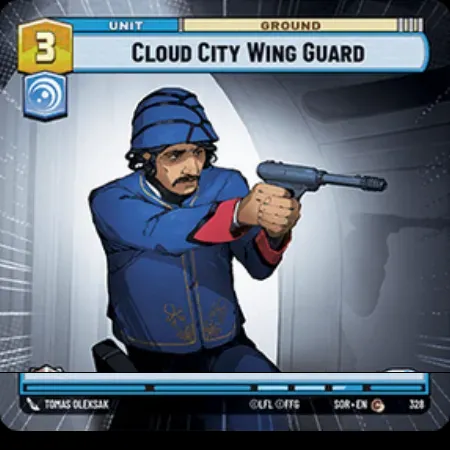 UNIT GROUND
3 CLOUD CITY WING GUARD
TOMAS OLEKSAK ©LFL ©FFG SOR • EN C 328